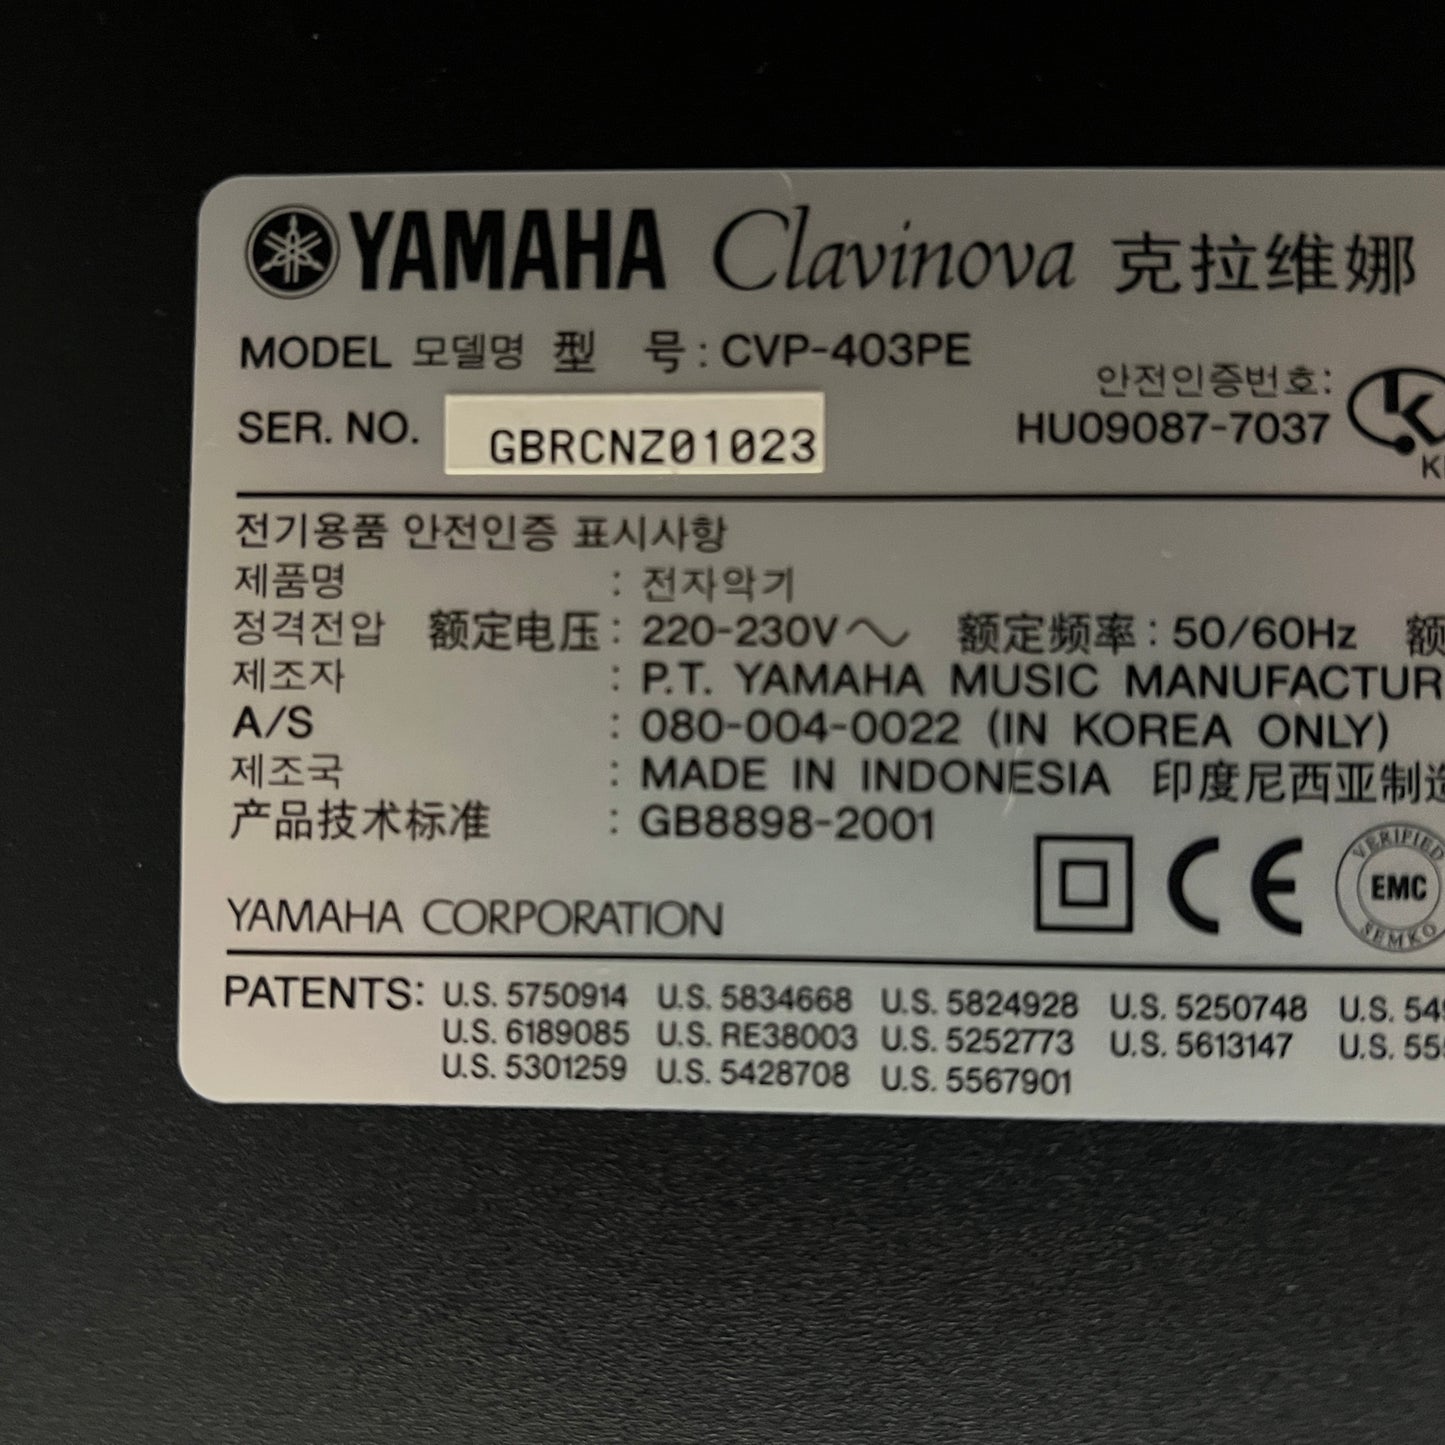 YAMAHA Clavinova 克拉维娜
MODEL 모델명 型 号 : CVP-403PE
안전인증번호:
SER. NO. GBRCNZ01023
HU09087-7037
전기용품 안전인증 표시사항
제품명 : 전자악기
정격전압 额定电压 : 220-230V～ 额定频率 : 50/60Hz 额
제조자 : P.T. YAMAHA MUSIC MANUFACTUR
A/S : 080-004-0022 (IN KOREA ONLY)
제조국 : MADE IN INDONESIA 印度尼西亚制造
产品技术标准 : GB8898-2001
CE
VERIFIED
EMC
SEMKO
YAMAHA CORPORATION
PATENTS: U.S. 5750914 U.S. 5834668 U.S. 5824928 U.S. 5250748 U.S.
U.S. 6189085 U.S. RE38003 U.S. 5252773 U.S. 5613147 U.S.
U.S. 5301259 U.S. 5428708 U.S. 5567901